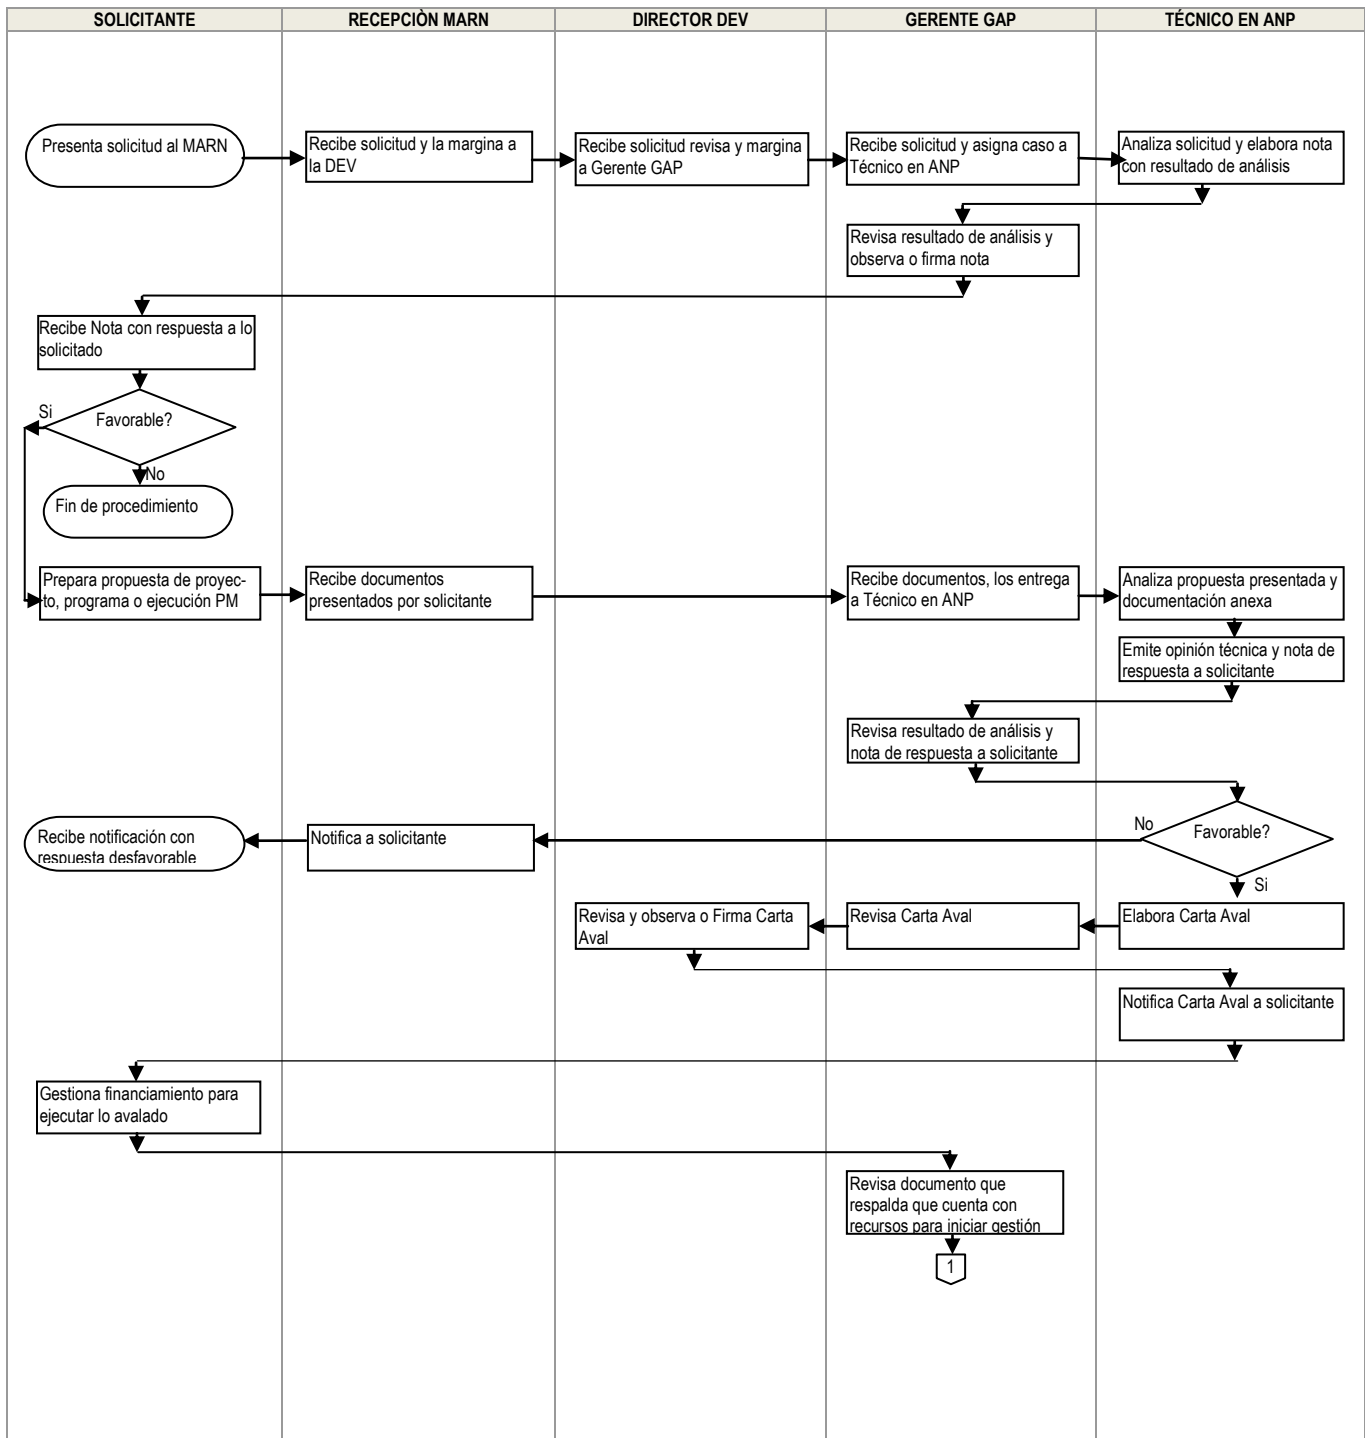 SOLICITANTE
RECEPCIÒN MARN
DIRECTOR DEV
GERENTE GAP
TÉCNICO EN ANP
Presenta solicitud al MARN
Recibe solicitud y la margina a
la DEV
Recibe solicitud revisa y margina
a Gerente GAP
Recibe solicitud y asigna caso a
Técnico en ANP
Analiza solicitud y elabora nota
con resultado de análisis
Revisa resultado de análisis y
observa o firma nota
Recibe Nota con respuesta a lo
solicitado
Favorable?
Si
No
Fin de procedimiento
Prepara propuesta de proyec-
to, programa o ejecución PM
Recibe documentos
presentados por solicitante
Recibe documentos, los entrega
a Técnico en ANP
Analiza propuesta presentada y
documentación anexa
Emite opinión técnica y nota de
respuesta a solicitante
Revisa resultado de análisis y
nota de respuesta a solicitante
Favorable?
No
Si
Notifica a solicitante
Recibe notificación con
respuesta desfavorable
Elabora Carta Aval
Revisa Carta Aval
Revisa y observa o Firma Carta
Aval
Notifica Carta Aval a solicitante
Gestiona financiamiento para
ejecutar lo avalado
Revisa documento que
respalda que cuenta con
recursos para iniciar gestión
1